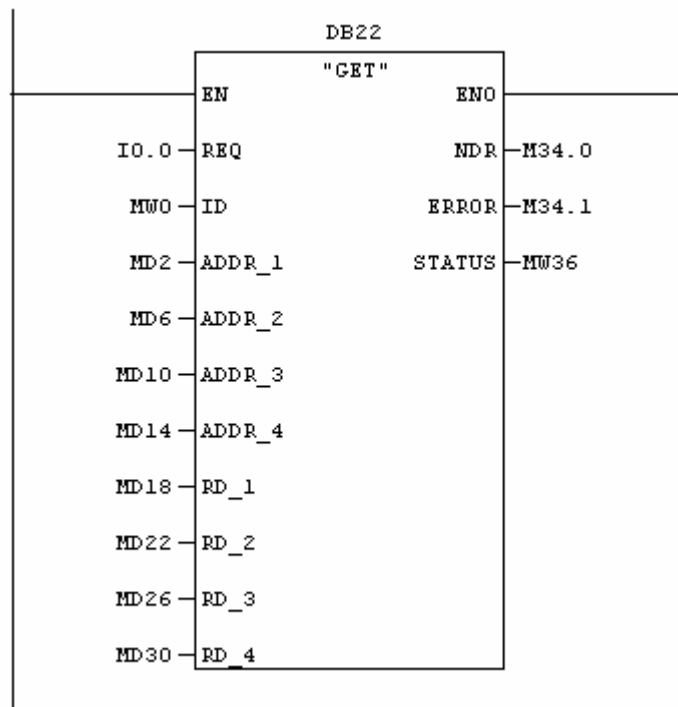 DB22
"GET"
EN ENO
I0.0 REQ NDR M34.0
MW0 ID ERROR M34.1
MD2 ADDR_1 STATUS MW36
MD6 ADDR_2
MD10 ADDR_3
MD14 ADDR_4
MD18 RD_1
MD22 RD_2
MD26 RD_3
MD30 RD_4